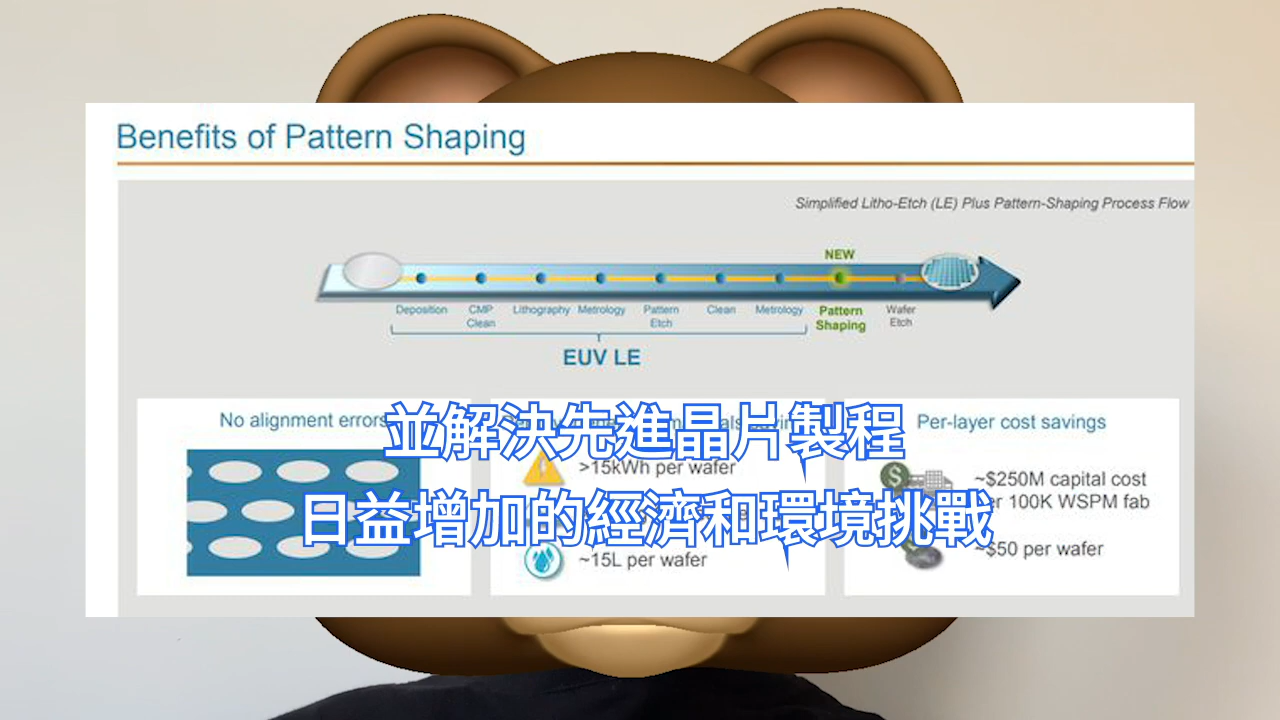 Benefits of Pattern Shaping
Simplified Litho-Etch (LE) Plus Pattern-Shaping Process Flow
NEW
Deposition
CMP
Clean
Lithography
Metrology
Pattern
Etch
Clean
Metrology
Pattern
Shaping
Wafer
Etch
EUV LE
No alignment errors
>15kWh per wafer
~15L per wafer
Per-layer cost savings
~$250M capital cost
100K WSPM fab
~$50 per wafer
並解決先進晶片製程
日益增加的經濟和環境挑戰